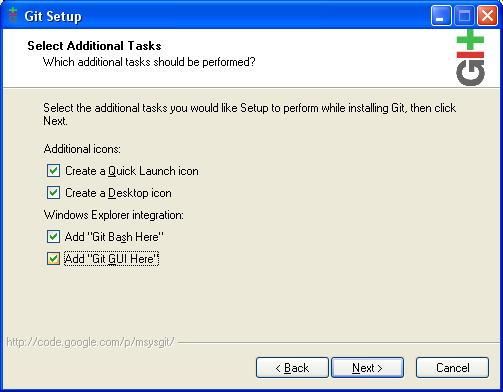 Git Setup
Select Additional Tasks
Which additional tasks should be performed?
Git
Select the additional tasks you would like Setup to perform while installing Git, then click
Next.
Additional icons:
Create a Quick Launch icon
Create a Desktop icon
Windows Explorer integration:
Add "Git Bash Here"
Add "Git GUI Here"
http://code.google.com/p/msysgit/
< Back
Next >
Cancel